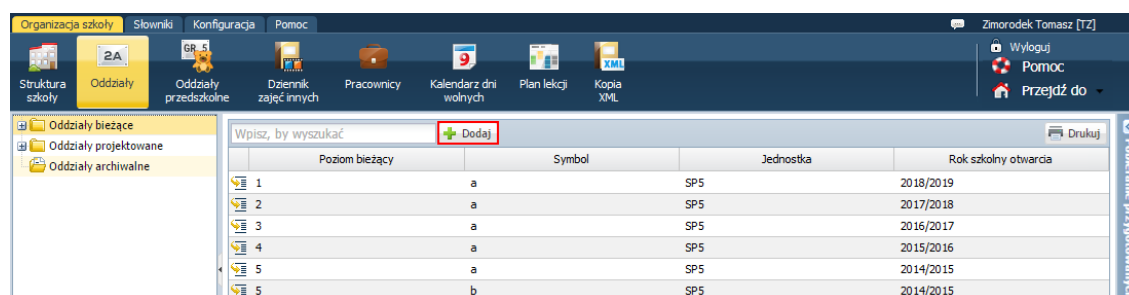 Organizacja szkoły Słowniki Konfiguracja Pomoc Zimorodek Tomasz [TZ]
Struktura szkoły
2A Oddziały
GR. 5 Oddziały przedszkolne
Dziennik zajęć innych
Pracownicy
9 Kalendarz dni wolnych
Plan lekcji
XML Kopia XML
Wyloguj
Pomoc
Przejdź do
Oddziały bieżące
Oddziały projektowane
Oddziały archiwalne
Wpisz, by wyszukać Dodaj Drukuj
Poziom bieżący Symbol Jednostka Rok szkolny otwarcia
1 a SP5 2018/2019
2 a SP5 2017/2018
3 a SP5 2016/2017
4 a SP5 2015/2016
5 a SP5 2014/2015
5 b SP5 2014/2015